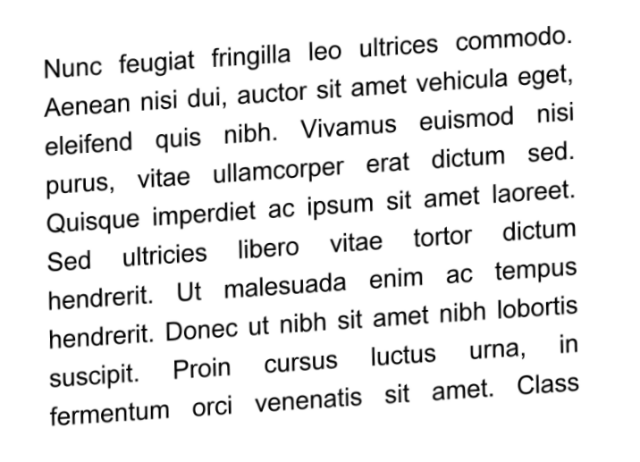 Nunc feugiat fringilla leo ultrices commodo.
Aenean nisi dui, auctor sit amet vehicula eget,
eleifend quis nibh. Vivamus euismod nisi
purus, vitae ullamcorper erat dictum sed.
Quisque imperdiet ac ipsum sit amet laoreet.
Sed ultricies libero vitae tortor dictum
hendrerit. Ut malesuada enim ac tempus
hendrerit. Donec ut nibh sit amet nibh lobortis
suscipit. Proin cursus luctus urna, in
fermentum orci venenatis sit amet. Class